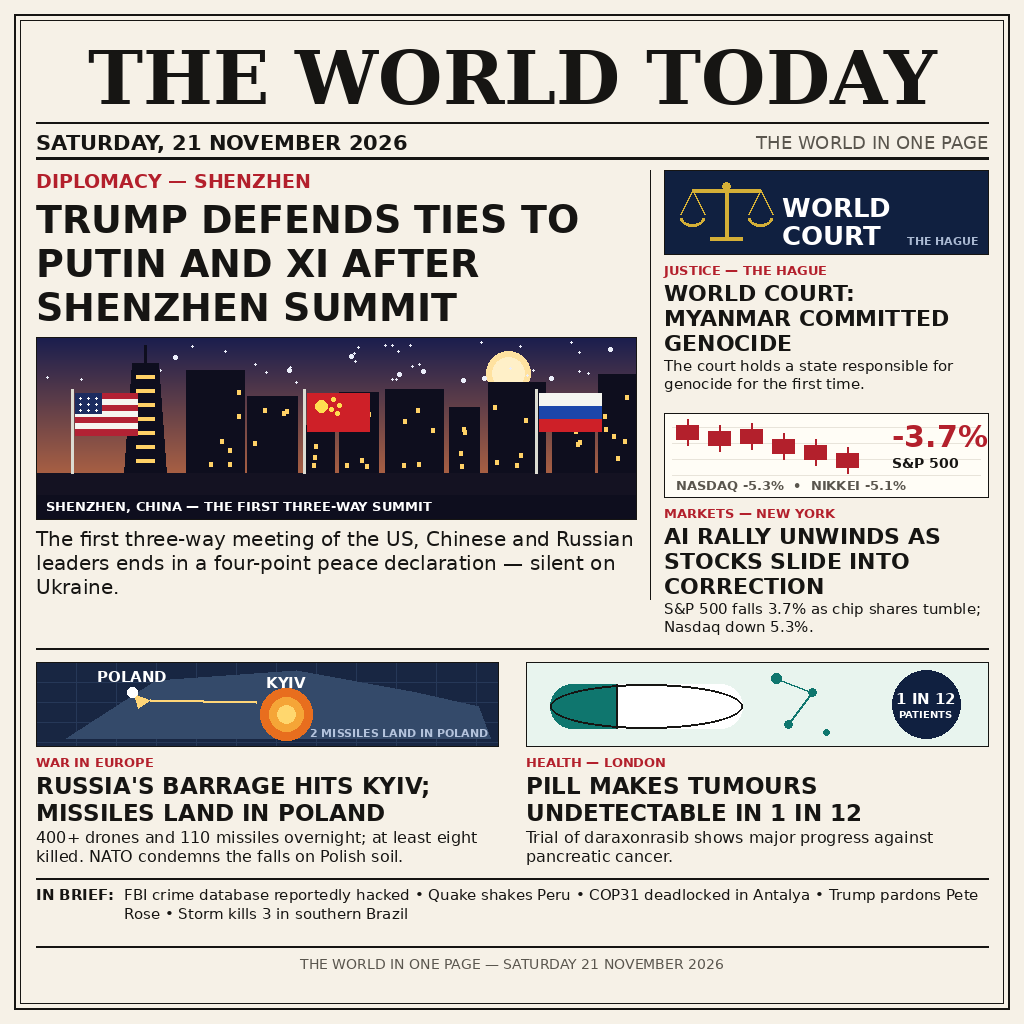 THE WORLD TODAY
SATURDAY, 21 NOVEMBER 2026
THE WORLD IN ONE PAGE
DIPLOMACY — SHENZHEN
TRUMP DEFENDS TIES TO
PUTIN AND XI AFTER
SHENZHEN SUMMIT
SHENZHEN, CHINA — THE FIRST THREE-WAY SUMMIT
The first three-way meeting of the US, Chinese and Russian
leaders ends in a four-point peace declaration — silent on
Ukraine.
WORLD
COURT
THE HAGUE
JUSTICE — THE HAGUE
WORLD COURT:
MYANMAR COMMITTED
GENOCIDE
The court holds a state responsible for
genocide for the first time.
-3.7%
S&P 500
NASDAQ -5.3% • NIKKEI -5.1%
MARKETS — NEW YORK
AI RALLY UNWINDS AS
STOCKS SLIDE INTO
CORRECTION
S&P 500 falls 3.7% as chip shares tumble;
Nasdaq down 5.3%.
POLAND
KYIV
2 MISSILES LAND IN POLAND
WAR IN EUROPE
RUSSIA'S BARRAGE HITS KYIV;
MISSILES LAND IN POLAND
400+ drones and 110 missiles overnight; at least eight
killed. NATO condemns the falls on Polish soil.
1 IN 12
PATIENTS
HEALTH — LONDON
PILL MAKES TUMOURS
UNDETECTABLE IN 1 IN 12
Trial of daraxonrasib shows major progress against
pancreatic cancer.
IN BRIEF: FBI crime database reportedly hacked • Quake shakes Peru • COP31 deadlocked in Antalya • Trump pardons Pete
Rose • Storm kills 3 in southern Brazil
THE WORLD IN ONE PAGE — SATURDAY 21 NOVEMBER 2026